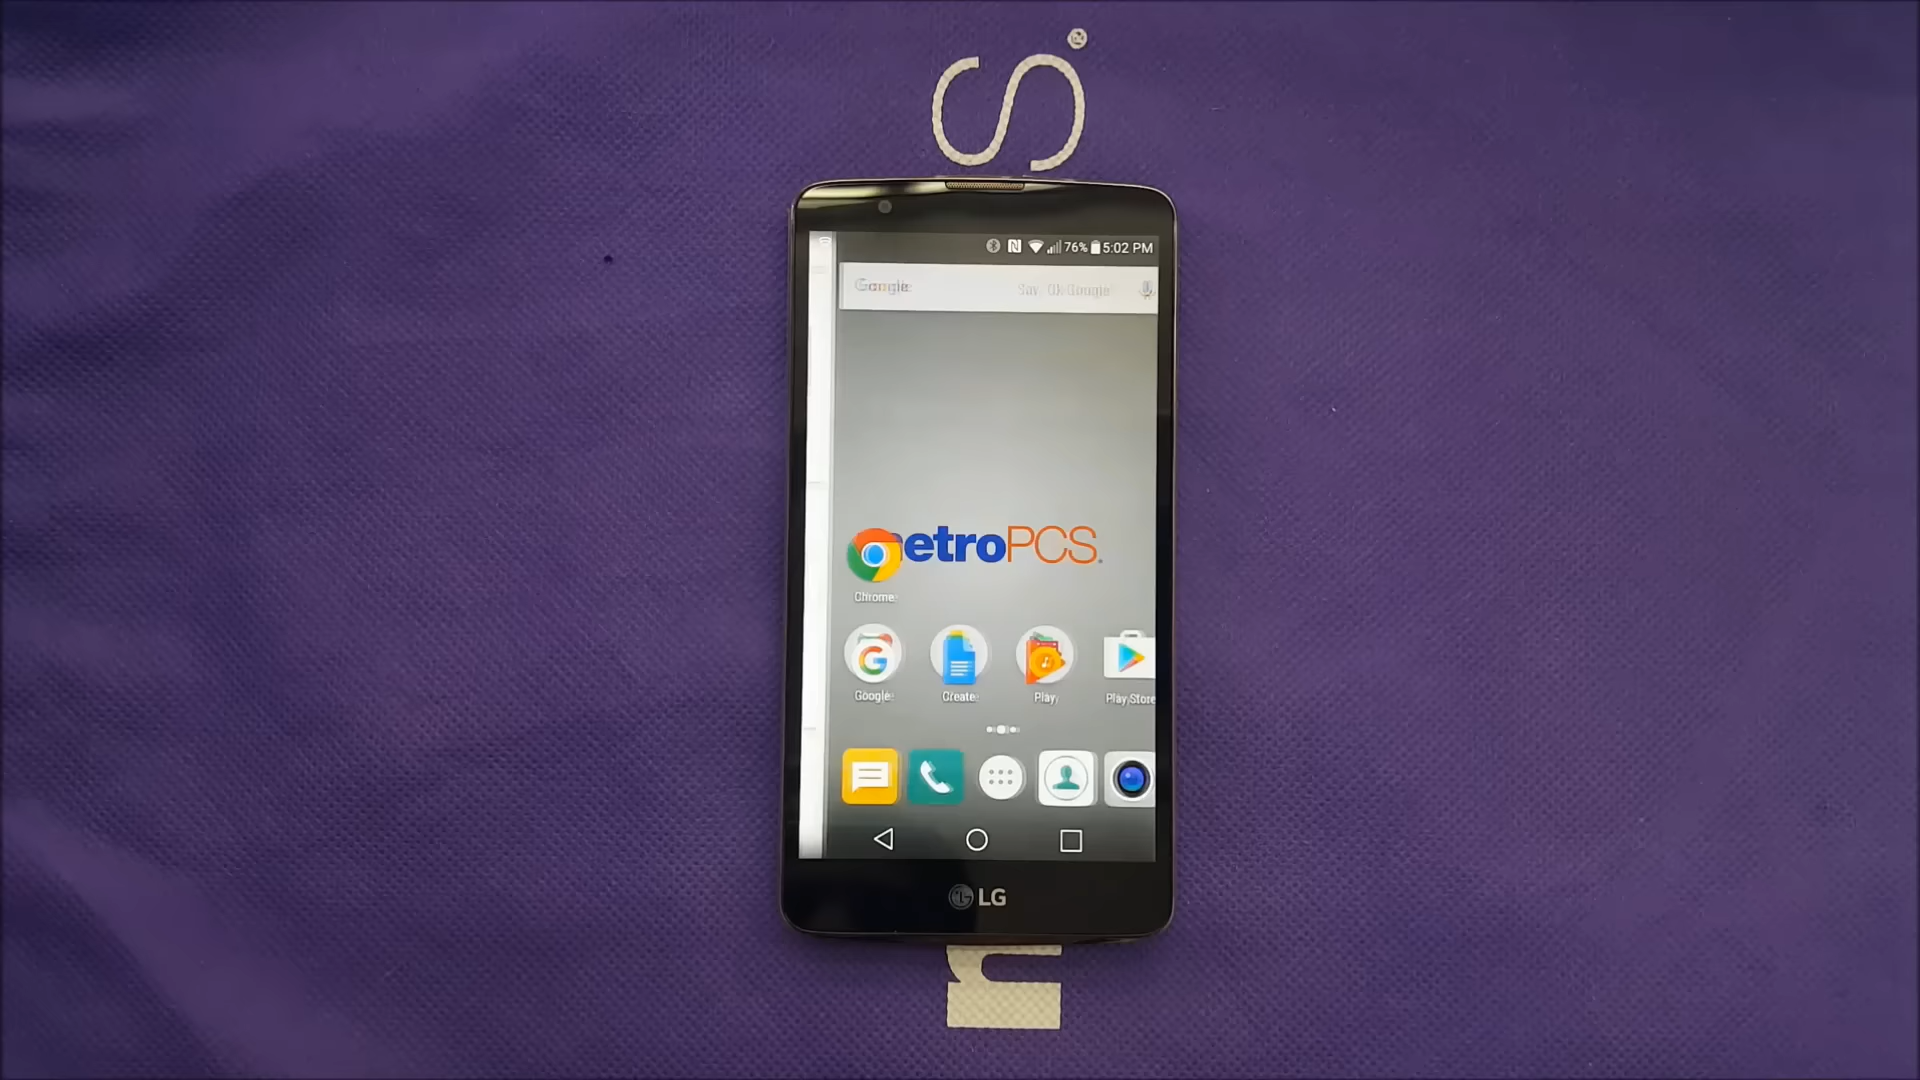 S
76% 5:02 PM
Google Say, Ok Google
etroPCS.
Chrome
Google Create Play Play Store
LG
m